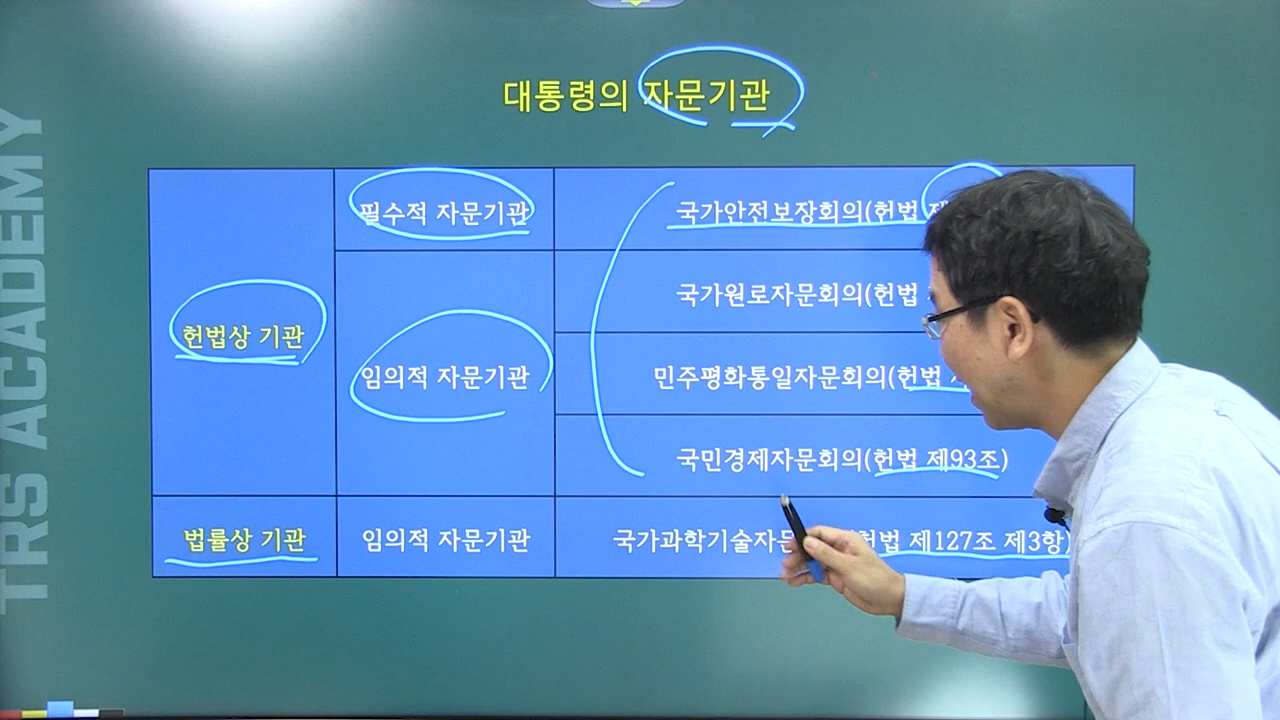 대통령의 자문기관
헌법상 기관
필수적 자문기관
국가안전보장회의(헌법
임의적 자문기관
국가원로자문회의(헌법
민주평화통일자문회의(헌법
국민경제자문회의(헌법 제93조)
법률상 기관
임의적 자문기관
국가과학기술자문 제127조 제3항)
TRS ACADEMY